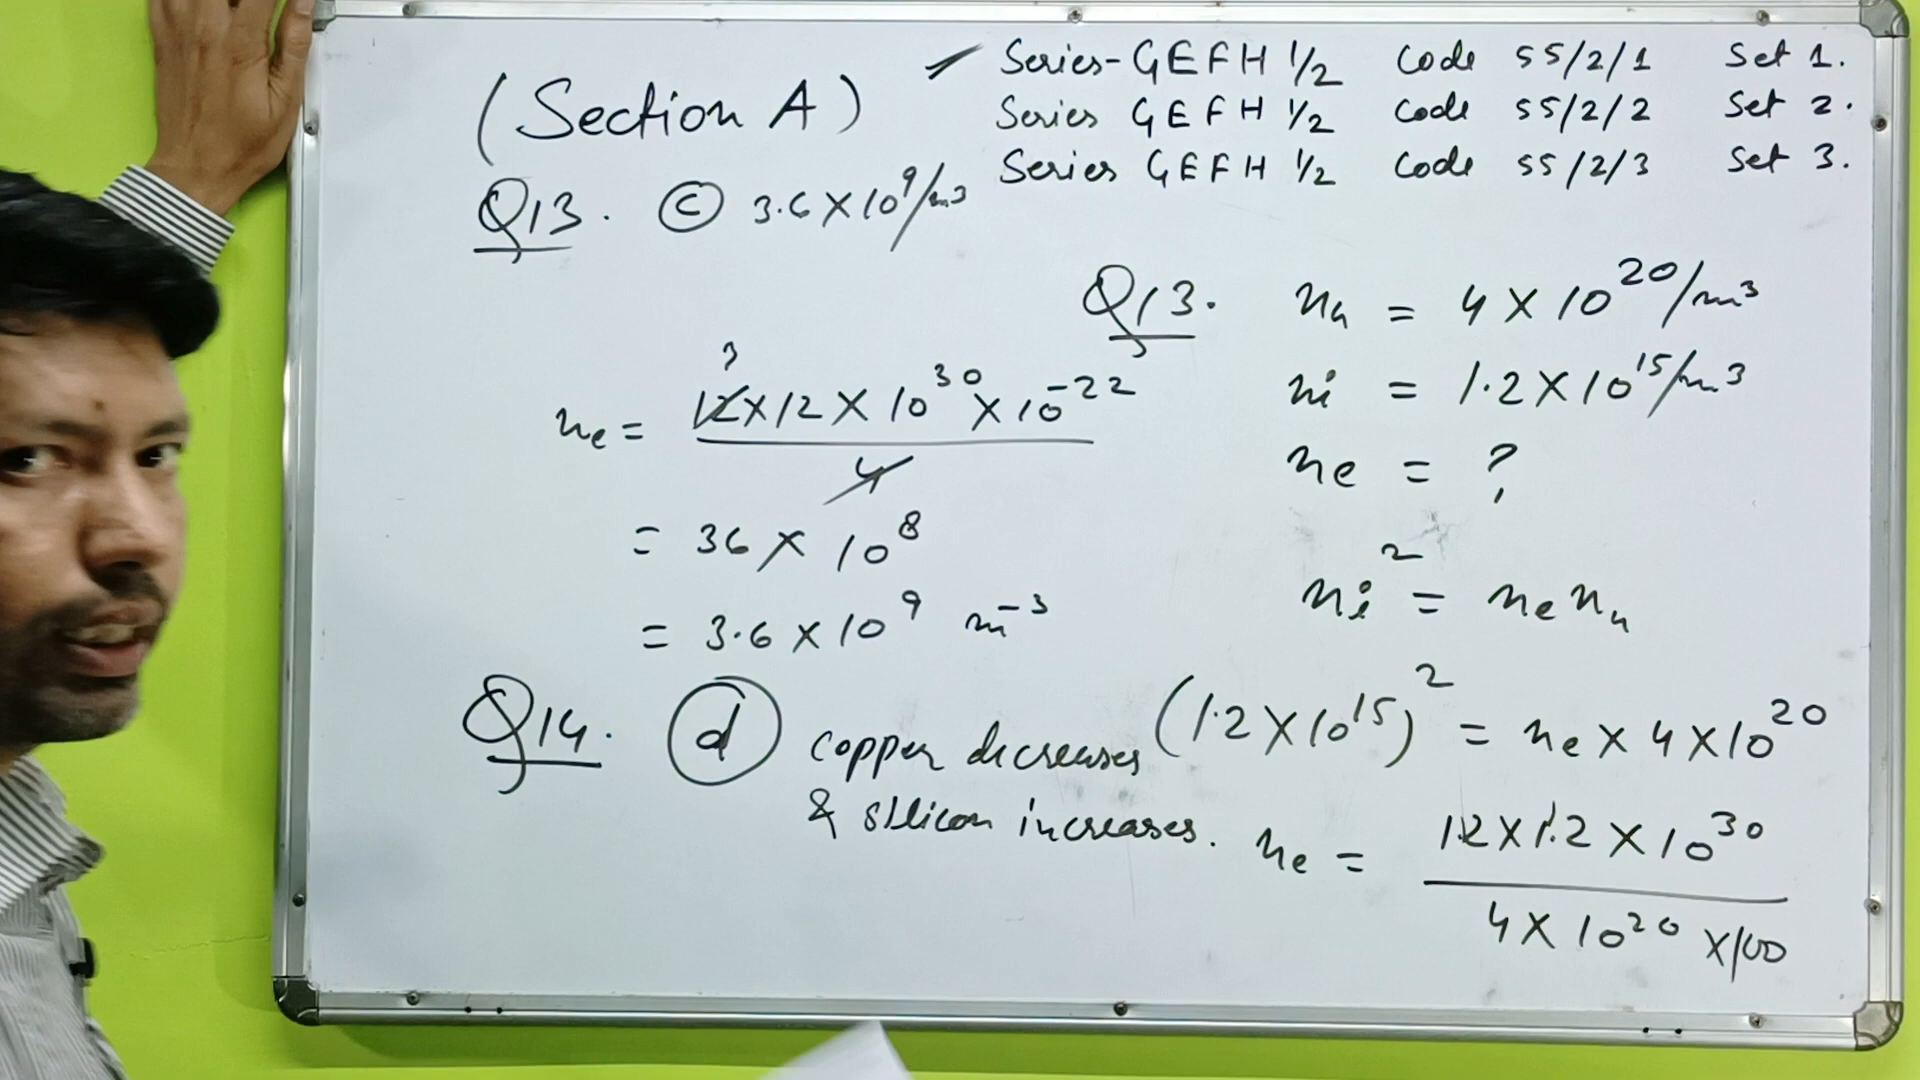 (Section A)
Series-GEFH 1/2 Code 55/2/1 Set 1.
Series GEFH 1/2 Code 55/2/2 Set 2.
Series GEFH 1/2 Code 55/2/3 Set 3.
Q13. ⓒ 3.6 X 10⁹/m³
nₑ = 12 X 12 X 10³⁰ X 10⁻²² / 4
3
= 36 X 10⁸
= 3.6 X 10⁹ m⁻³
Q13. nₕ = 4 X 10²⁰/m³
ni = 1.2 X 10¹⁵/m³
ne = ?
nᵢ² = nₑnₕ
(1.2 X 10¹⁵)² = nₑ X 4 X 10²⁰
nₑ = 12 X 1.2 X 10³⁰ / 4 X 10²⁰ X 100
Q14. ⓓ copper decreases
& silicon increases.